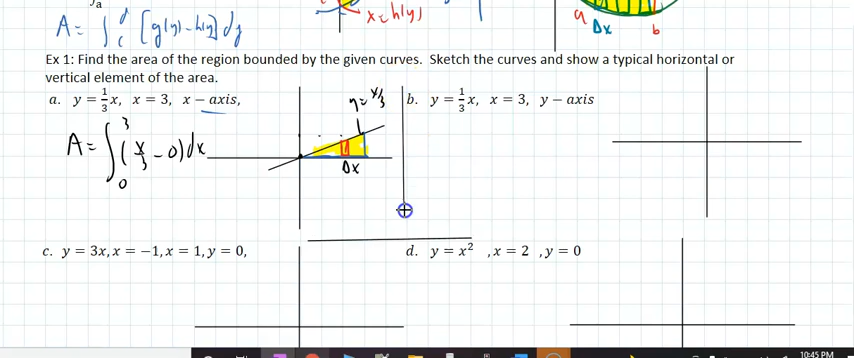 a
A = ∫ d c [g(y) - h(y)] dy
x = h(y)
a Δx b
Ex 1: Find the area of the region bounded by the given curves. Sketch the curves and show a typical horizontal or
vertical element of the area.
a. y = 1/3 x, x = 3, x − axis,
y = x/3
b. y = 1/3 x, x = 3, y − axis
A = ∫ 3 0 (x/3 - 0) dx
Δx
c. y = 3x, x = −1, x = 1, y = 0,
d. y = x² , x = 2 , y = 0
10:45 PM